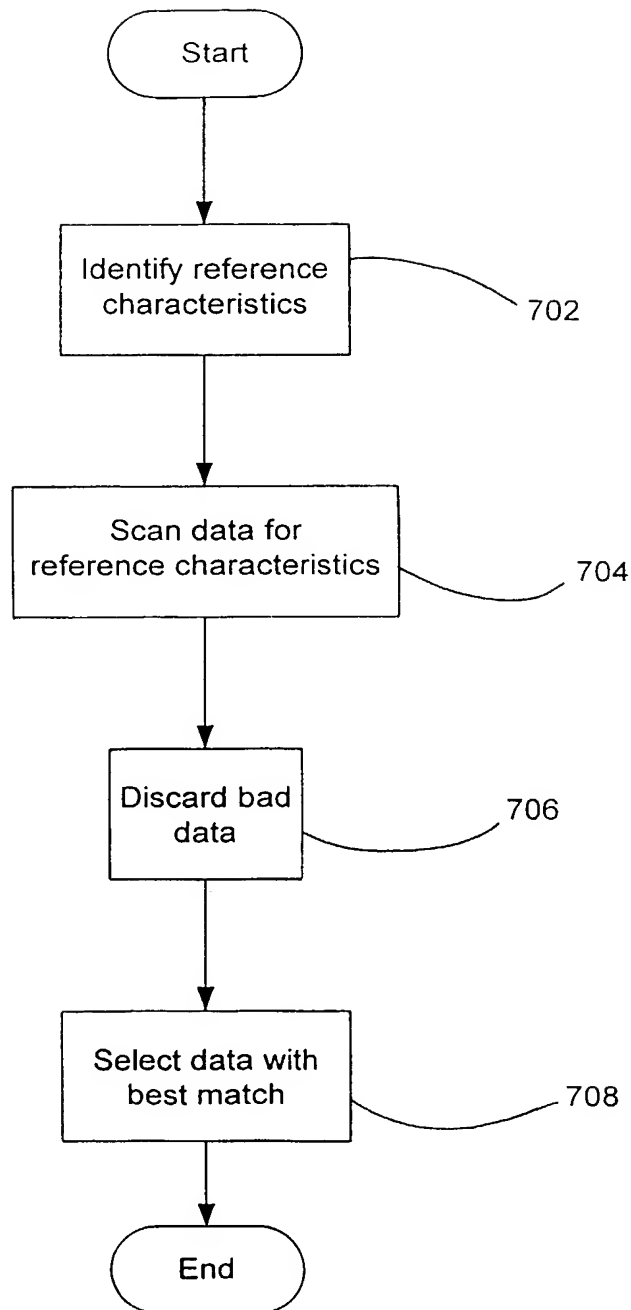 Start
Identify reference
characteristics
702
Scan data for
reference characteristics
704
Discard bad
data
706
Select data with
best match
708
End